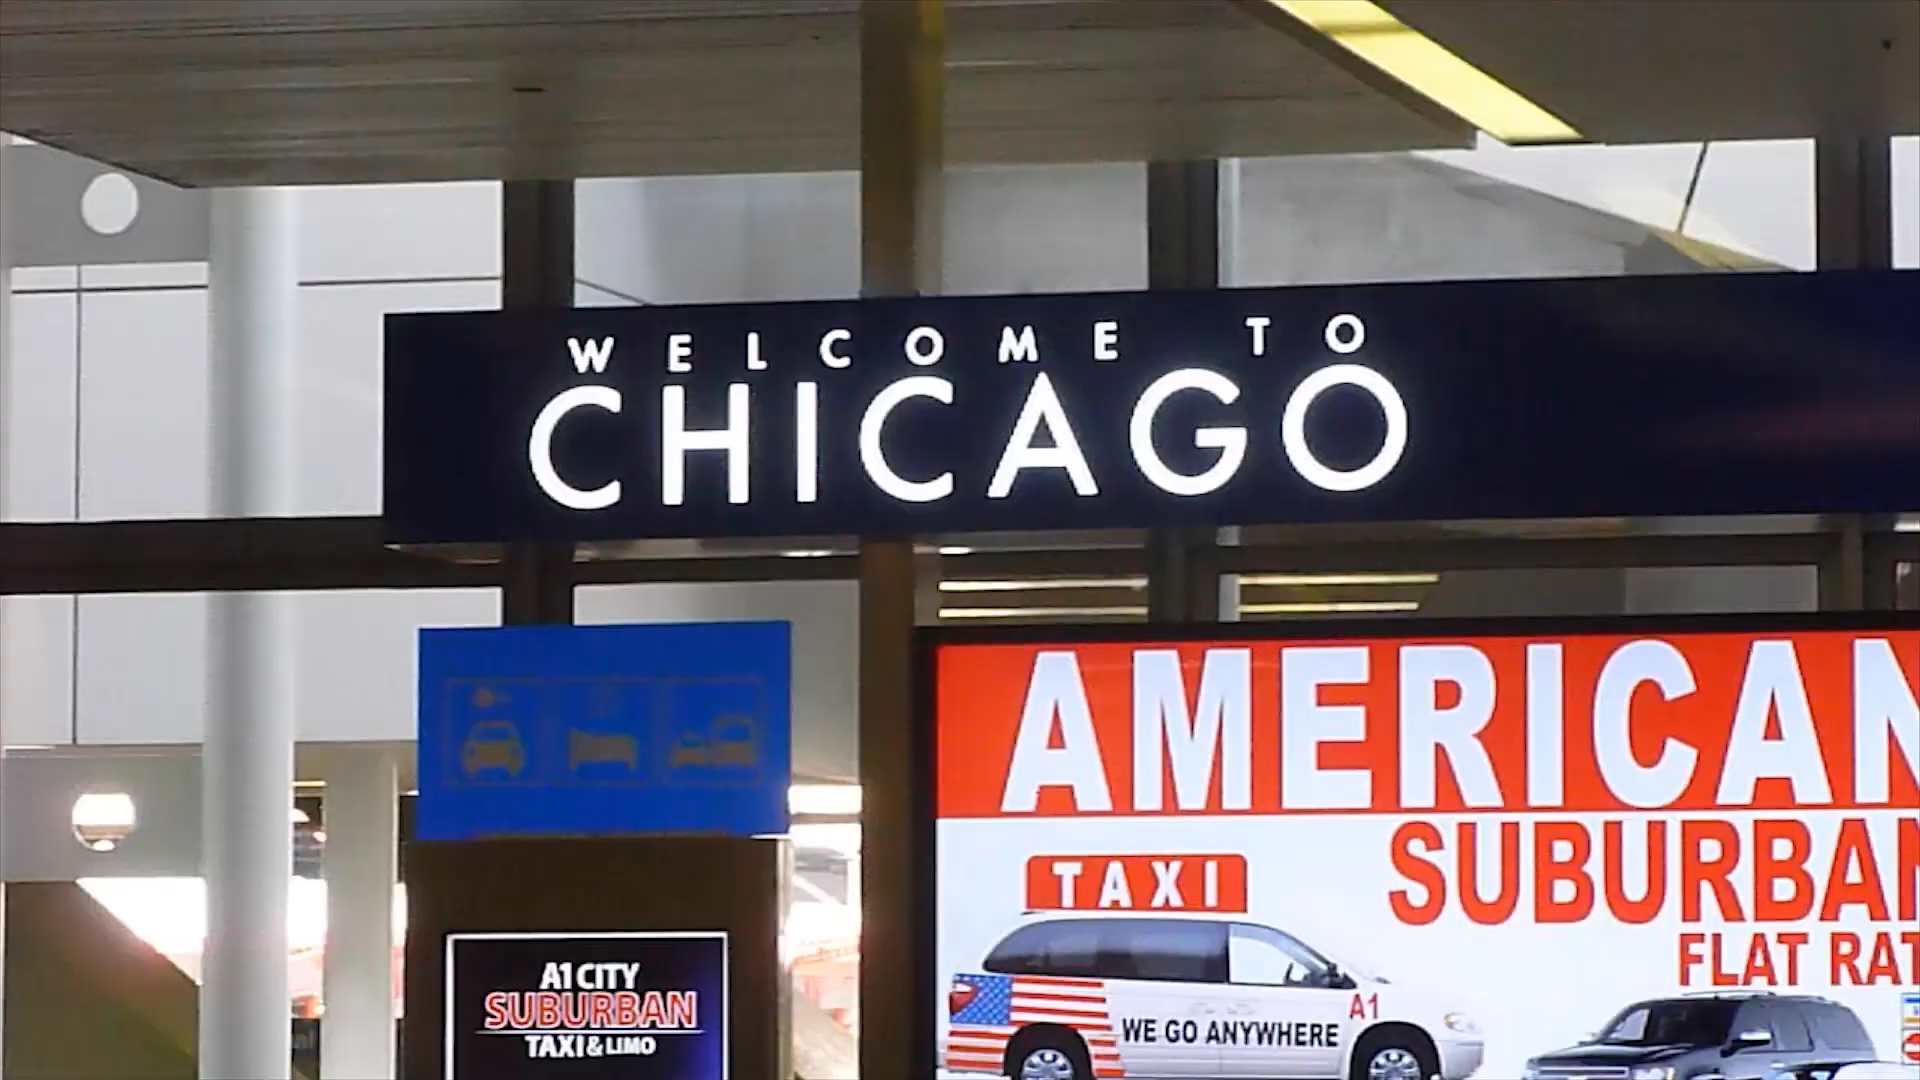 WELCOME TO
CHICAGO
AMERICAN
SUBURBAN
FLAT RAT
TAXI
A1
WE GO ANYWHERE
A1 CITY
SUBURBAN
TAXI & LIMO